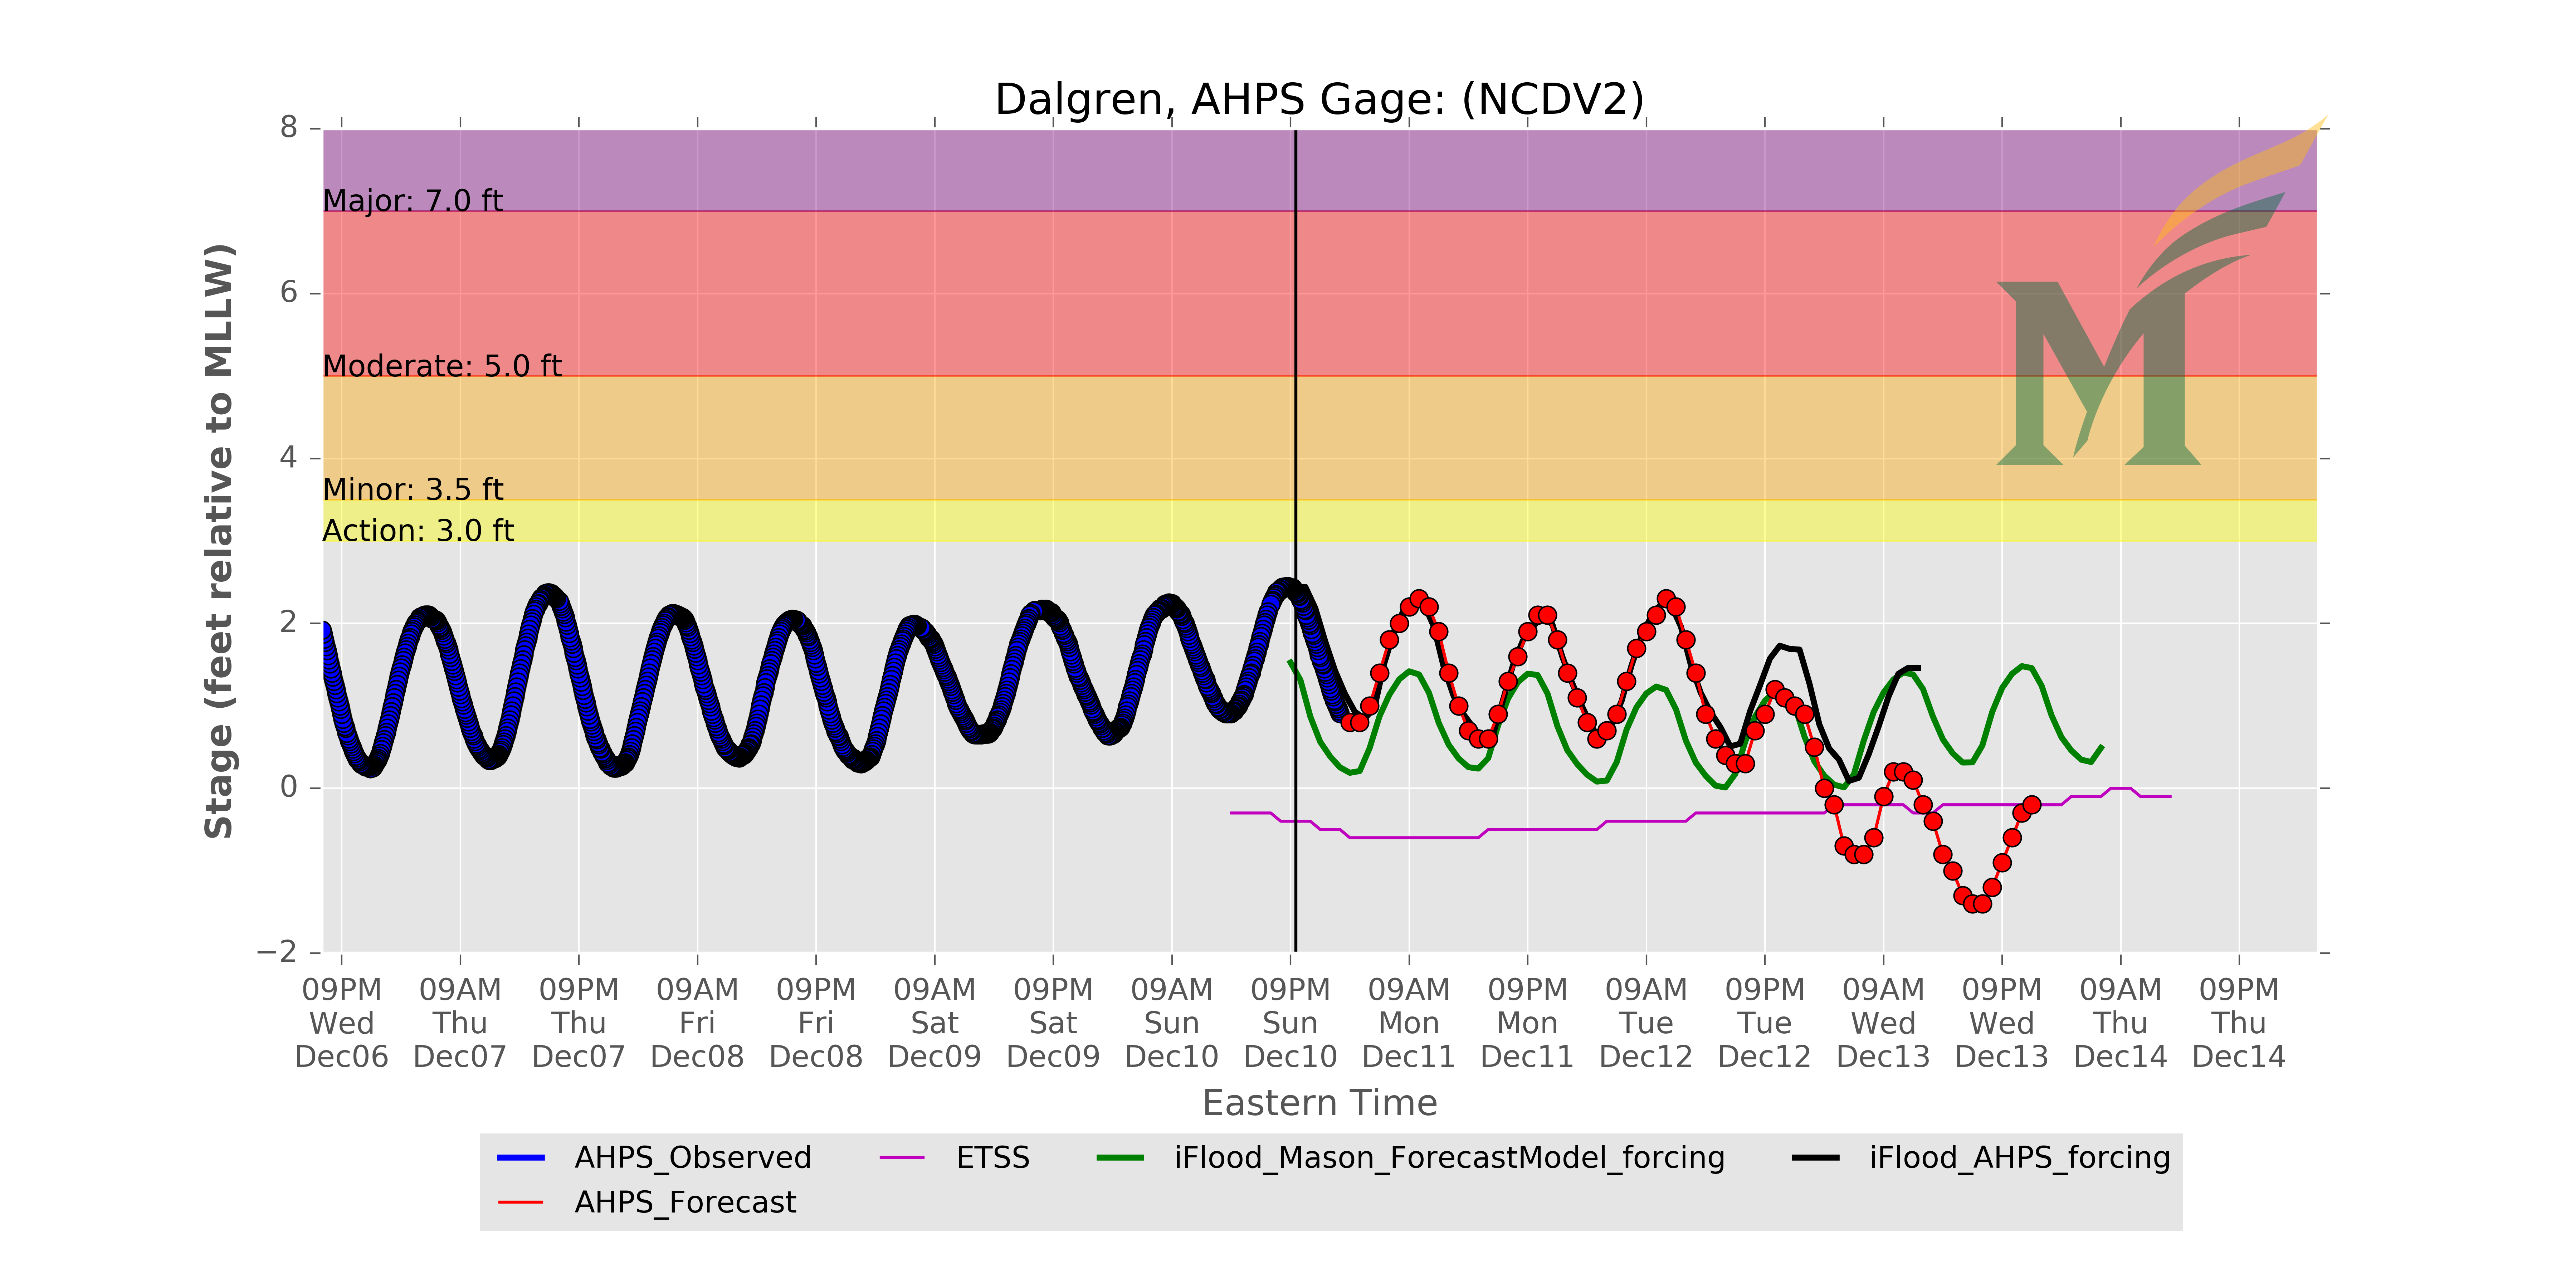 Dalgren, AHPS Gage: (NCDV2)
Stage (feet relative to MLLW)
8
6
4
2
0
−2
Major: 7.0 ft
Moderate: 5.0 ft
Minor: 3.5 ft
Action: 3.0 ft
09PM 09AM 09PM 09AM 09PM 09AM 09PM 09AM 09PM 09AM 09PM 09AM 09PM 09AM 09PM 09AM 09PM
Wed Thu Thu Fri Fri Sat Sat Sun Sun Mon Mon Tue Tue Wed Wed Thu Thu
Dec06 Dec07 Dec07 Dec08 Dec08 Dec09 Dec09 Dec10 Dec10 Dec11 Dec11 Dec12 Dec12 Dec13 Dec13 Dec14 Dec14
Eastern Time
AHPS_Observed ETSS iFlood_Mason_ForecastModel_forcing iFlood_AHPS_forcing
AHPS_Forecast
M